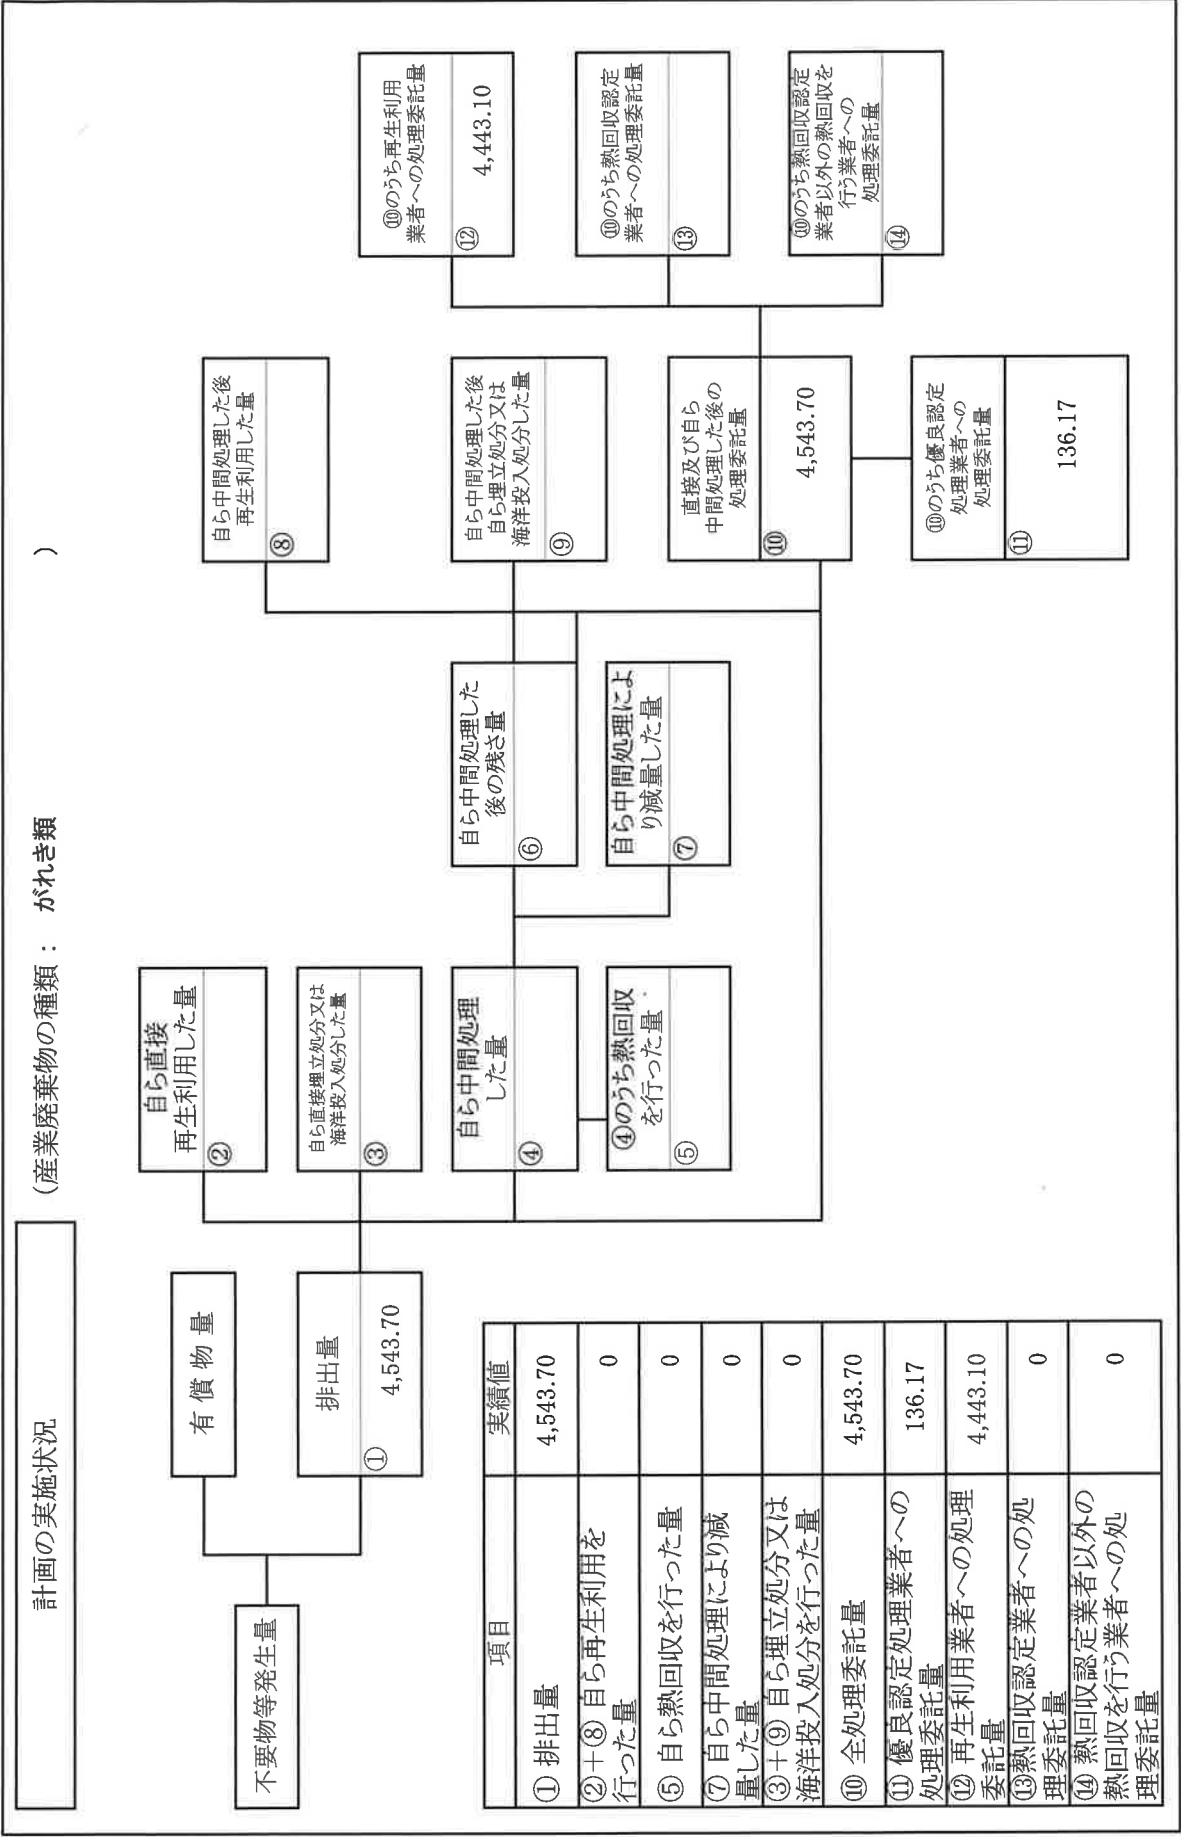 計画の実施状況
（産業廃棄物の種類： がれき類 ）
不要物等発生量
有 償 物 量
排出量
①
4,543.70
自ら直接
再生利用した量
②
自ら直接埋立処分又は
海洋投入処分した量
③
自ら中間処理
した量
④
④のうち熱回収
を行った量
⑤
自ら中間処理した
後の残さ量
⑥
自ら中間処理によ
り減量した量
⑦
自ら中間処理した後
再生利用した量
⑧
自ら中間処理した後
自ら埋立処分又は
海洋投入処分した量
⑨
直接及び自ら
中間処理した後の
処理委託量
⑩
4,543.70
⑩のうち優良認定
処理業者への
処理委託量
⑪
136.17
⑩のうち再生利用
業者への処理委託量
⑫
4,443.10
⑩のうち熱回収認定
業者への処理委託量
⑬
⑩のうち熱回収認定
業者以外の熱回収を
行う業者への
処理委託量
⑭
項目 実績値
① 排出量 4,543.70
②＋⑧ 自ら再生利用を
行った量 0
⑤ 自ら熱回収を行った量 0
⑦ 自ら中間処理により減
量した量 0
③＋⑨ 自ら埋立処分又は
海洋投入処分を行った量 0
⑩ 全処理委託量 4,543.70
⑪ 優良認定処理業者への
処理委託量 136.17
⑫ 再生利用業者への処理
委託量 4,443.10
⑬熱回収認定業者への処
理委託量 0
⑭ 熱回収認定業者以外の
熱回収を行う業者への処
理委託量 0